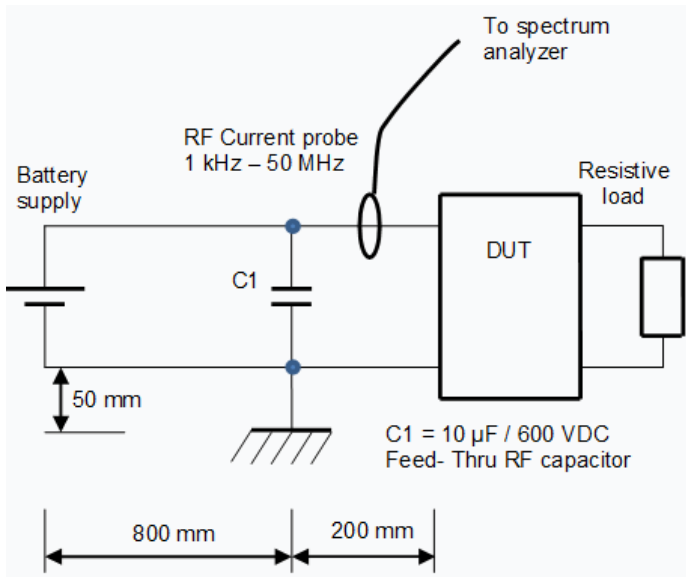 To spectrum
analyzer
RF Current probe
1 kHz – 50 MHz
Battery
supply
Resistive
load
DUT
C1
50 mm
C1 = 10 µF / 600 VDC
Feed- Thru RF capacitor
800 mm
200 mm